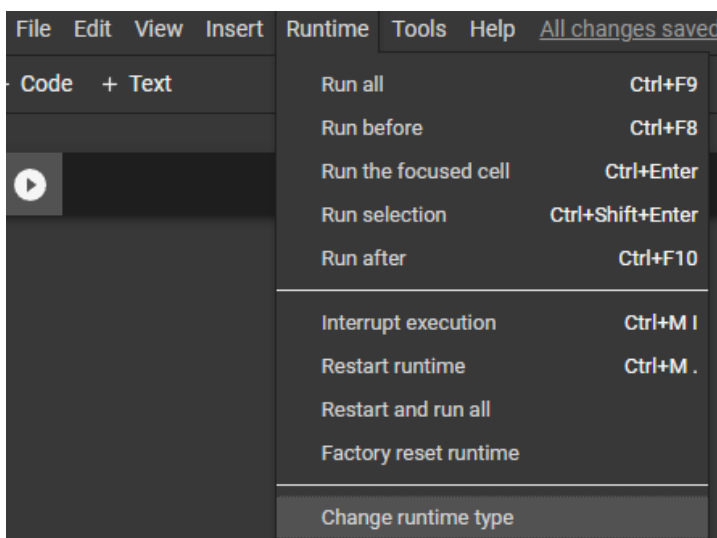 File Edit View Insert Runtime Tools Help All changes saved
Code + Text
Run all Ctrl+F9
Run before Ctrl+F8
Run the focused cell Ctrl+Enter
Run selection Ctrl+Shift+Enter
Run after Ctrl+F10
Interrupt execution Ctrl+M I
Restart runtime Ctrl+M .
Restart and run all
Factory reset runtime
Change runtime type